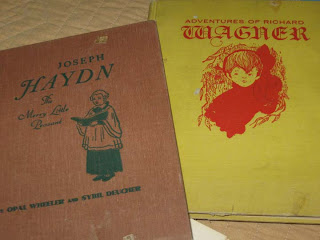 JOSEPH
HAYDN
The
Merry Little
Peasant
OPAL WHEELER AND SYBIL DEUCHER
ADVENTURES OF RICHARD
WAGNER